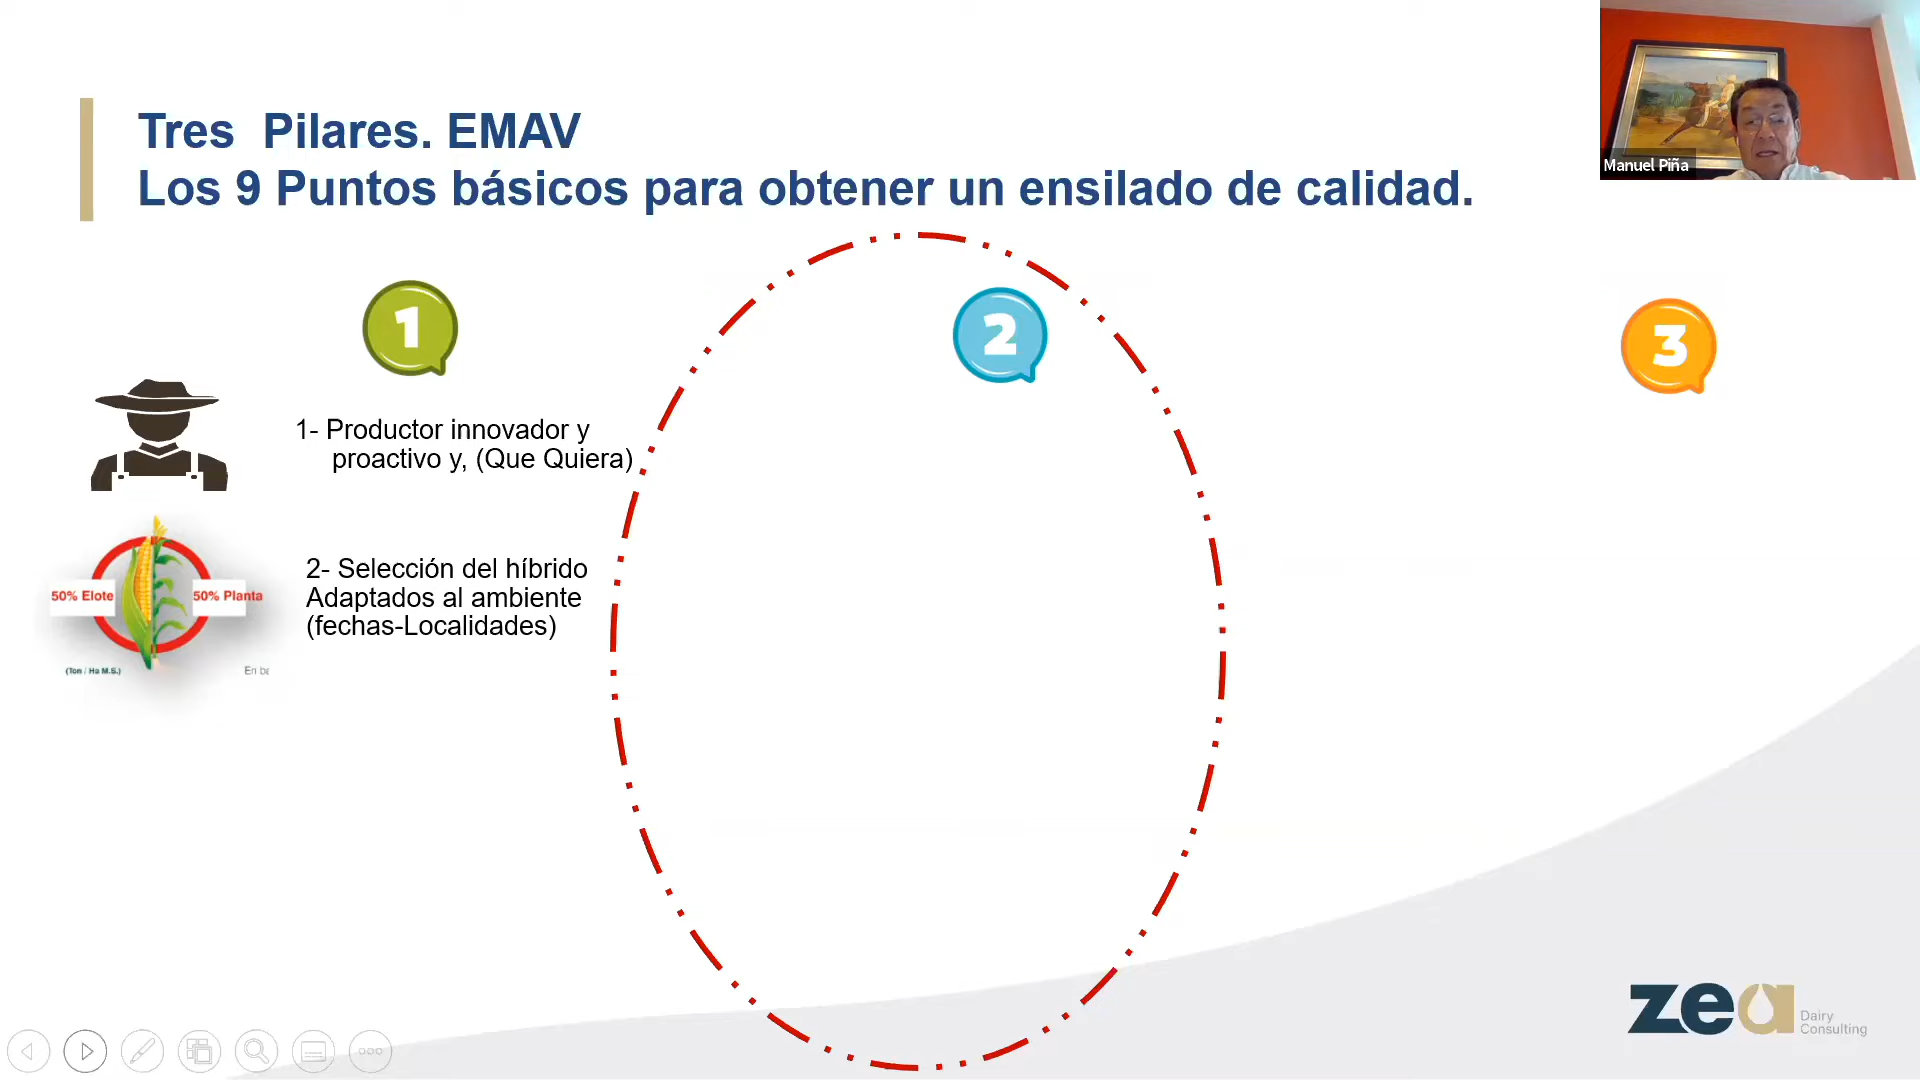 Tres  Pilares. EMAV
Los 9 Puntos básicos para obtener un ensilado de calidad.
Manuel Piña
1
2
3
1- Productor innovador y
proactivo y, (Que Quiera)
50% Elote
50% Planta
(Ton / Ha M.S.)
En ba
2- Selección del híbrido
Adaptados al ambiente
(fechas-Localidades)
zea
Dairy
Consulting